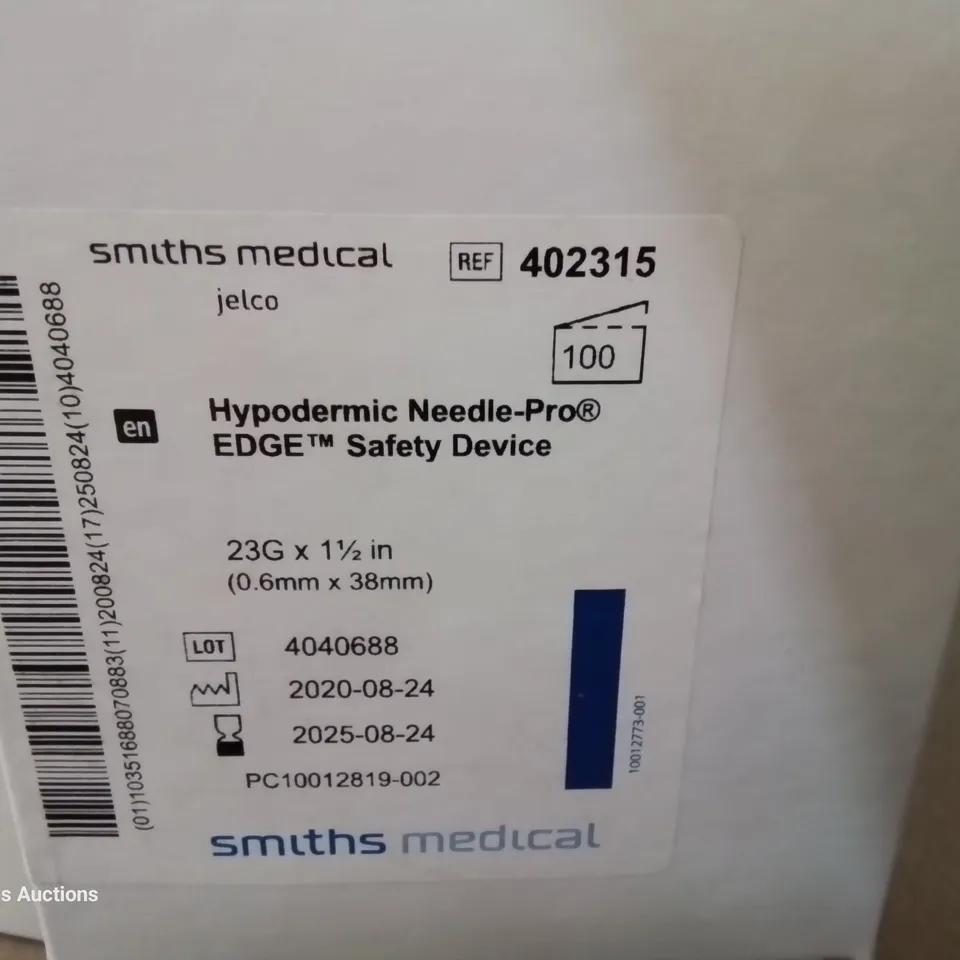 smiths medical
jelco
REF 402315
100
en
Hypodermic Needle-Pro®
EDGE™ Safety Device
23G x 1½ in
(0.6mm x 38mm)
LOT 4040688
2020-08-24
2025-08-24
PC10012819-002
smiths medical
(01)10351688070883(11)200824(17)250824(10)4040688
10012773-001
s Auctions